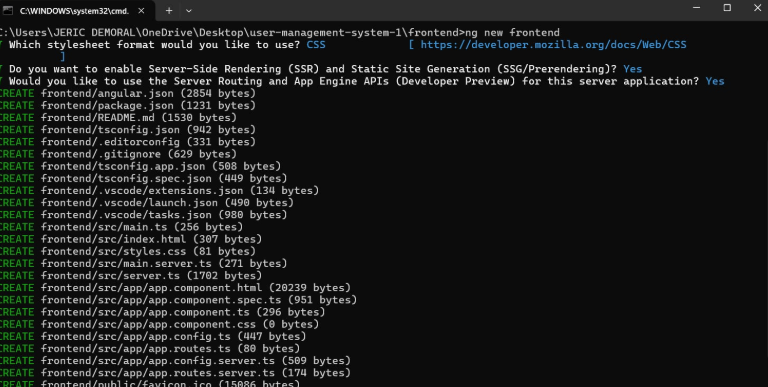 C:\WINDOWS\system32\cmd.
C:\Users\JERIC DEMORAL\OneDrive\Desktop\user-management-system-1\frontend>ng new frontend
Which stylesheet format would you like to use? CSS [ https://developer.mozilla.org/docs/Web/CSS
]
Do you want to enable Server-Side Rendering (SSR) and Static Site Generation (SSG/Prerendering)? Yes
Would you like to use the Server Routing and App Engine APIs (Developer Preview) for this server application? Yes
CREATE frontend/angular.json (2854 bytes)
CREATE frontend/package.json (1231 bytes)
CREATE frontend/README.md (1530 bytes)
CREATE frontend/tsconfig.json (942 bytes)
CREATE frontend/.editorconfig (331 bytes)
CREATE frontend/.gitignore (629 bytes)
CREATE frontend/tsconfig.app.json (508 bytes)
CREATE frontend/tsconfig.spec.json (449 bytes)
CREATE frontend/.vscode/extensions.json (134 bytes)
CREATE frontend/.vscode/launch.json (490 bytes)
CREATE frontend/.vscode/tasks.json (980 bytes)
CREATE frontend/src/main.ts (256 bytes)
CREATE frontend/src/index.html (307 bytes)
CREATE frontend/src/styles.css (81 bytes)
CREATE frontend/src/main.server.ts (271 bytes)
CREATE frontend/src/server.ts (1702 bytes)
CREATE frontend/src/app/app.component.html (20239 bytes)
CREATE frontend/src/app/app.component.spec.ts (951 bytes)
CREATE frontend/src/app/app.component.ts (296 bytes)
CREATE frontend/src/app/app.component.css (0 bytes)
CREATE frontend/src/app/app.config.ts (447 bytes)
CREATE frontend/src/app/app.routes.ts (80 bytes)
CREATE frontend/src/app/app.config.server.ts (509 bytes)
CREATE frontend/src/app/app.routes.server.ts (174 bytes)
CREATE frontend/public/favicon.ico (15086 bytes)